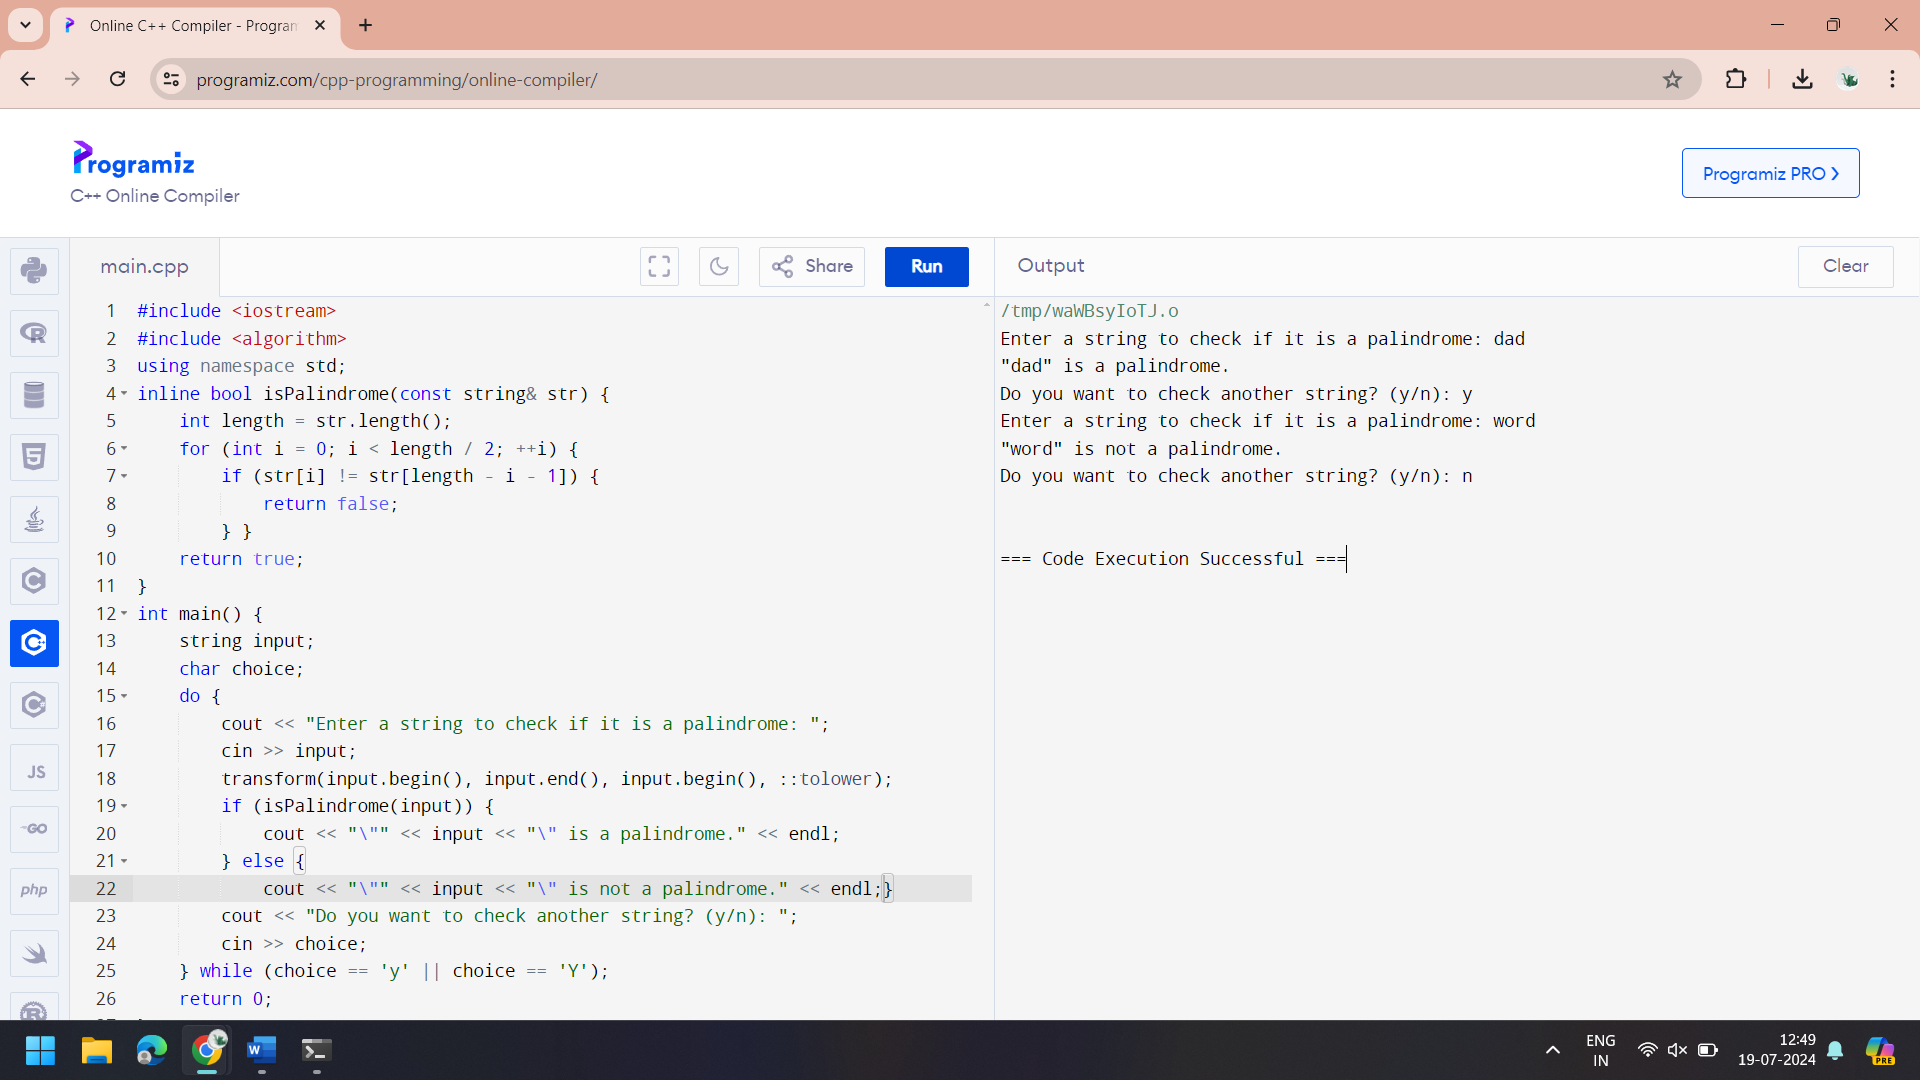 Online C++ Compiler - Program
programiz.com/cpp-programming/online-compiler/
Programiz
C++ Online Compiler
Programiz PRO
main.cpp
Share
Run
Output
Clear
1 #include <iostream>
2 #include <algorithm>
3 using namespace std;
4 inline bool isPalindrome(const string& str) {
5 int length = str.length();
6 for (int i = 0; i < length / 2; ++i) {
7 if (str[i] != str[length - i - 1]) {
8 return false;
9 } }
10 return true;
11 }
12 int main() {
13 string input;
14 char choice;
15 do {
16 cout << "Enter a string to check if it is a palindrome: ";
17 cin >> input;
18 transform(input.begin(), input.end(), input.begin(), ::tolower);
19 if (isPalindrome(input)) {
20 cout << "\"" << input << "\" is a palindrome." << endl;
21 } else {
22 cout << "\"" << input << "\" is not a palindrome." << endl;}
23 cout << "Do you want to check another string? (y/n): ";
24 cin >> choice;
25 } while (choice == 'y' || choice == 'Y');
26 return 0;
/tmp/waWBsyIoTJ.o
Enter a string to check if it is a palindrome: dad
"dad" is a palindrome.
Do you want to check another string? (y/n): y
Enter a string to check if it is a palindrome: word
"word" is not a palindrome.
Do you want to check another string? (y/n): n
=== Code Execution Successful ===
R
5
C
C++
C
JS
GO
php
W
ENG
IN
12:49
19-07-2024
PRE